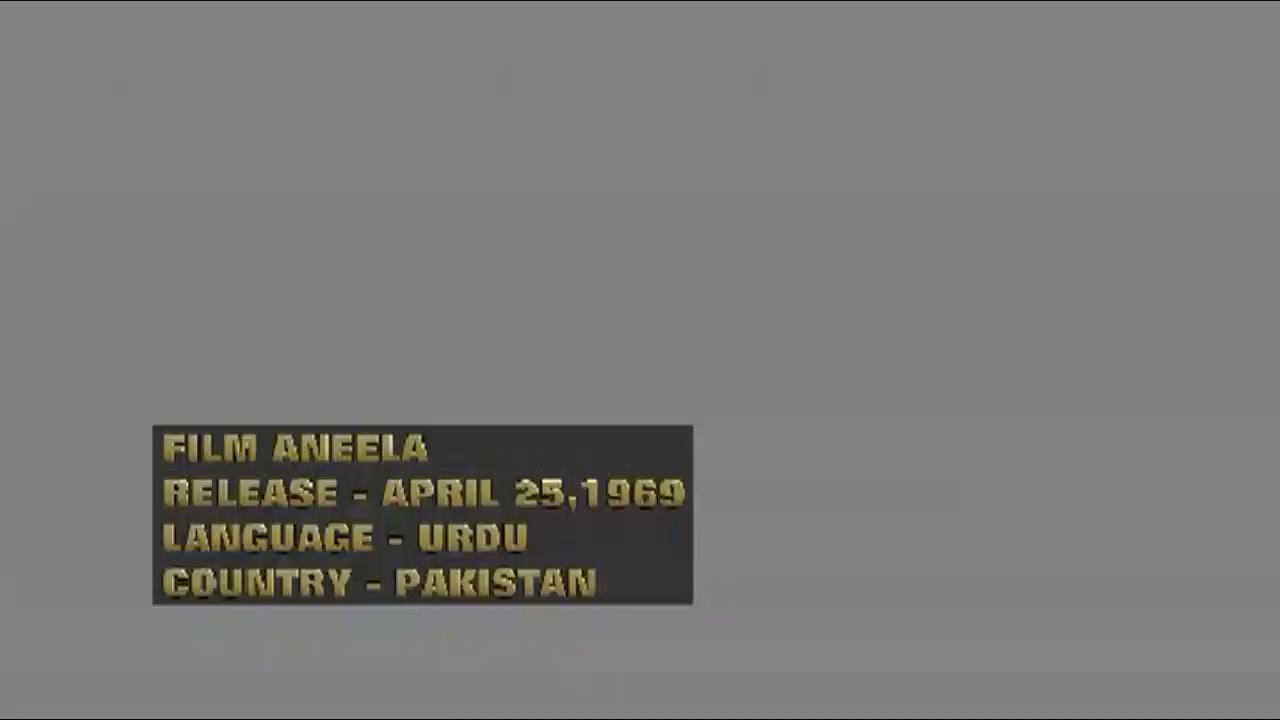 FILM ANEELA
RELEASE - APRIL 25,1969
LANGUAGE - URDU
COUNTRY - PAKISTAN